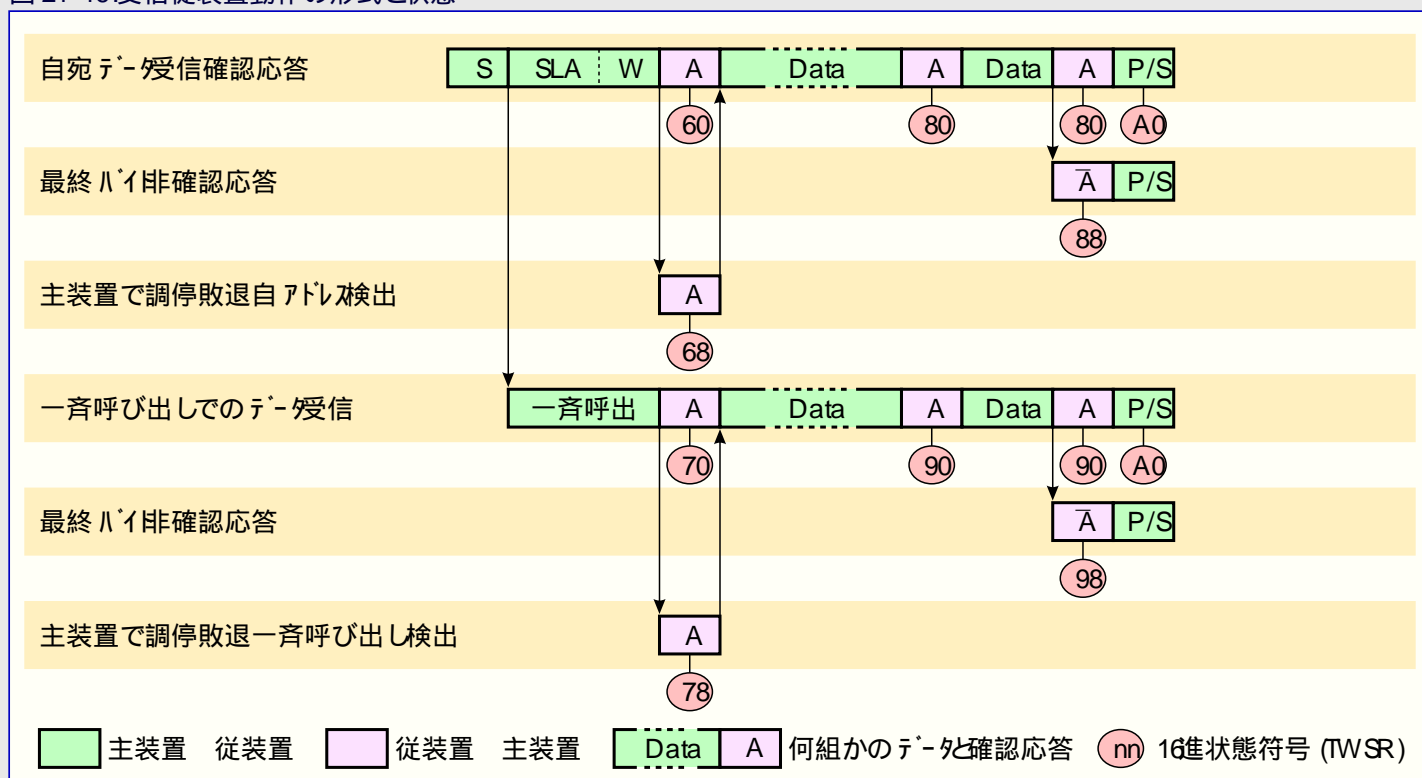 自宛データ受信確認応答 S SLA W A Data A Data A P/S
60 80 80 A0
最終バイト非確認応答 A̅ P/S
88
主装置で調停敗退自アドレス検出 A
68
一斉呼び出しでのデータ受信 一斉呼出 A Data A Data A P/S
70 90 90 A0
最終バイト非確認応答 A̅ P/S
98
主装置で調停敗退一斉呼び出し検出 A
78
主装置 従装置 従装置 主装置 Data A 何組かのデータと確認応答 nn 16進状態符号 (TWSR)